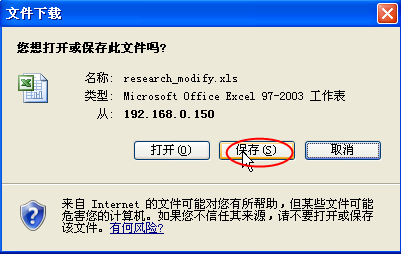 文件下载
您想打开或保存此文件吗?
名称: research_modify.xls
类型: Microsoft Office Excel 97-2003 工作表
从: 192.168.0.150
打开(O) 保存(S) 取消
来自 Internet 的文件可能对您有所帮助,但某些文件可能
危害您的计算机。如果您不信任其来源,请不要打开或保存
该文件。有何风险?